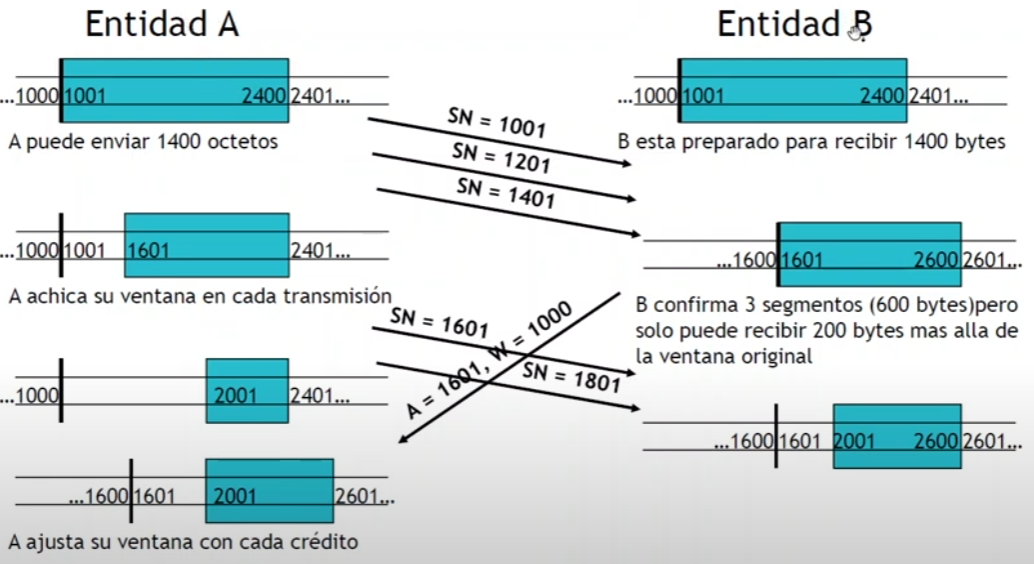 Entidad A
Entidad B
...1000 1001 2400 2401...
...1000 1001 2400 2401...
A puede enviar 1400 octetos
B esta preparado para recibir 1400 bytes
SN = 1001
SN = 1201
SN = 1401
...1000 1001 1601 2401...
A achica su ventana en cada transmisión
...1600 1601 2600 2601...
B confirma 3 segmentos (600 bytes)pero
solo puede recibir 200 bytes mas alla de
la ventana original
SN = 1601
A = 1601, W = 1000
SN = 1801
...1000 2001 2401...
...1600 1601 2001 2600 2601...
...1600 1601 2001 2601...
A ajusta su ventana con cada crédito